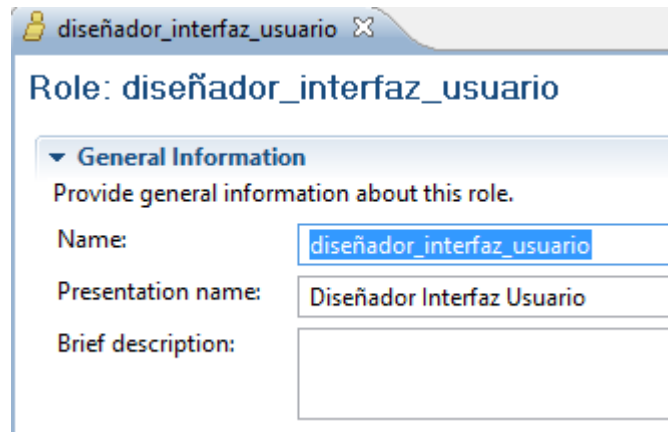 diseñador_interfaz_usuario
Role: diseñador_interfaz_usuario
General Information
Provide general information about this role.
Name: diseñador_interfaz_usuario
Presentation name: Diseñador Interfaz Usuario
Brief description: